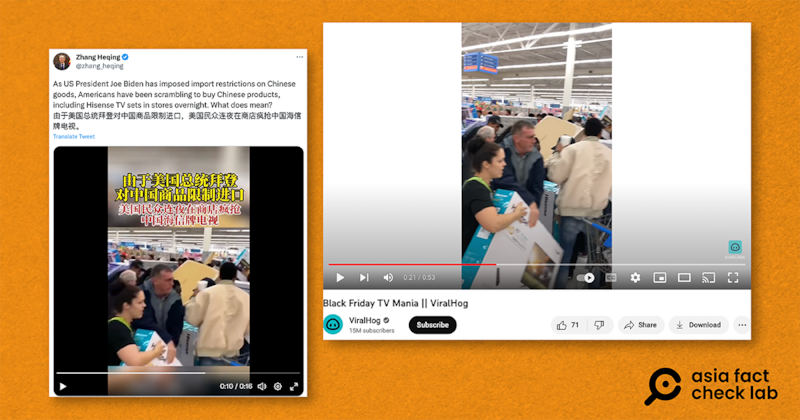 Zhang Heqing
@zhang_heqing
As US President Joe Biden has imposed import restrictions on Chinese
goods, Americans have been scrambling to buy Chinese products,
including Hisense TV sets in stores overnight. What does mean?
由于美国总统拜登对中国商品限制进口，美国民众连夜在商店疯抢中国海信
牌电视。
Translate Tweet
由于美国总统拜登
对中国商品限制进口
美国民众连夜在商店疯抢
中国海信牌电视
0:10 / 0:16
0:21 / 0:53
Black Friday TV Mania || ViralHog
ViralHog
15M subscribers
Subscribe
71
Share
Download
asia fact
check lab